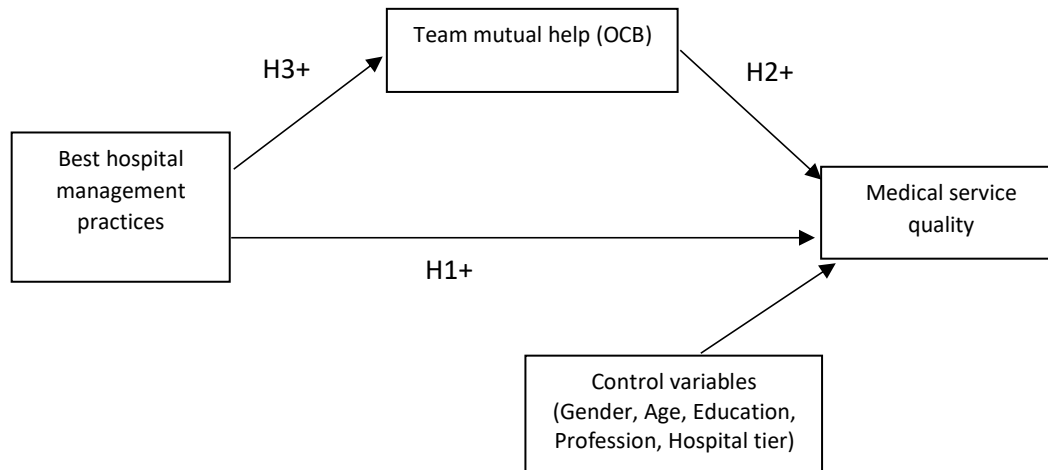 Team mutual help (OCB)
H3+
H2+
Best hospital
management
practices
Medical service
quality
H1+
Control variables
(Gender, Age, Education,
Profession, Hospital tier)